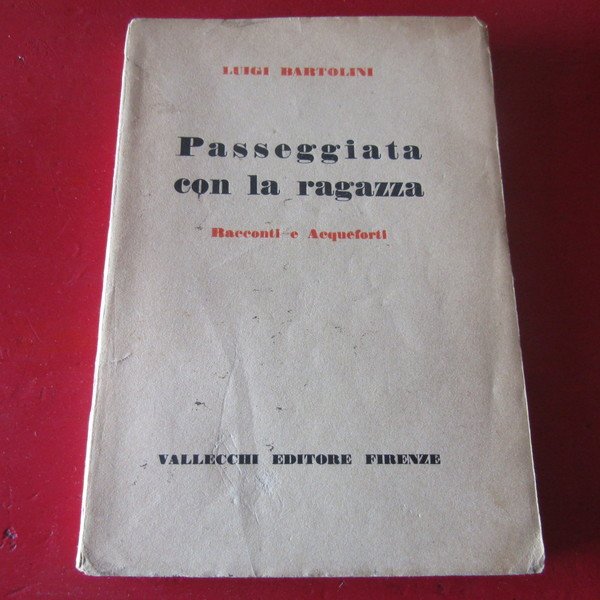 LUIGI BARTOLINI
Passeggiata
con la ragazza
Racconti e Acqueforti
VALLECCHI EDITORE FIRENZE